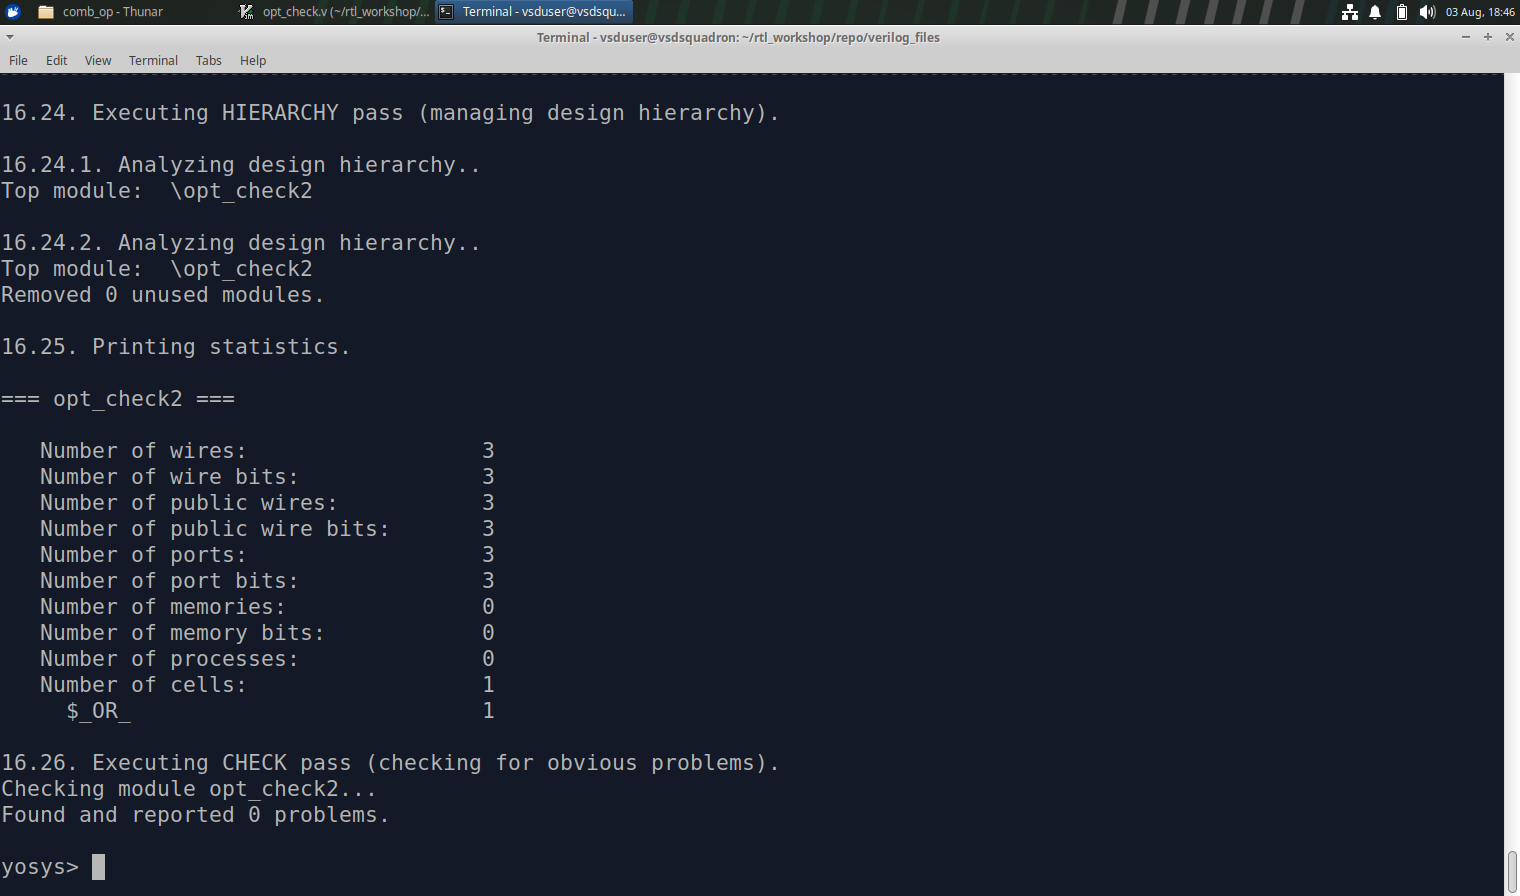 comb_op - Thunar
opt_check.v (~/rtl_workshop/...
Terminal - vsduser@vsdsqu...
03 Aug, 18:46
Terminal - vsduser@vsdsquadron: ~/rtl_workshop/repo/verilog_files
File Edit View Terminal Tabs Help
16.24. Executing HIERARCHY pass (managing design hierarchy).
16.24.1. Analyzing design hierarchy..
Top module:  \opt_check2
16.24.2. Analyzing design hierarchy..
Top module:  \opt_check2
Removed 0 unused modules.
16.25. Printing statistics.
=== opt_check2 ===
Number of wires: 3
Number of wire bits: 3
Number of public wires: 3
Number of public wire bits: 3
Number of ports: 3
Number of port bits: 3
Number of memories: 0
Number of memory bits: 0
Number of processes: 0
Number of cells: 1
$_OR_ 1
16.26. Executing CHECK pass (checking for obvious problems).
Checking module opt_check2...
Found and reported 0 problems.
yosys>